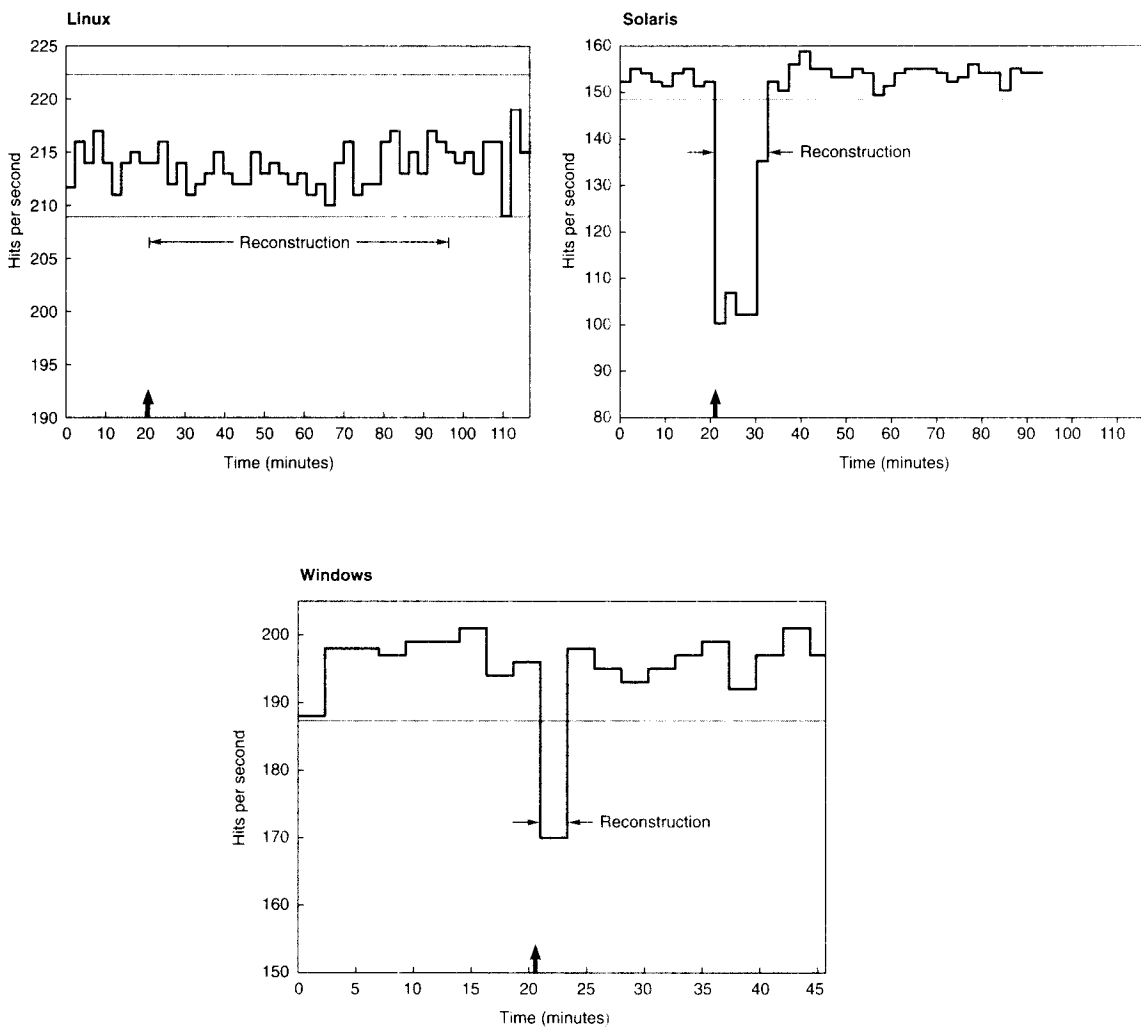 Linux
225
220
215
210
205
200
195
190
Hits per second
Reconstruction
0 10 20 30 40 50 60 70 80 90 100 110
Time (minutes)
Solaris
160
150
140
130
120
110
100
90
80
Hits per second
Reconstruction
0 10 20 30 40 50 60 70 80 90 100 110
Time (minutes)
Windows
200
190
180
170
160
150
Hits per second
Reconstruction
0 5 10 15 20 25 30 35 40 45
Time (minutes)